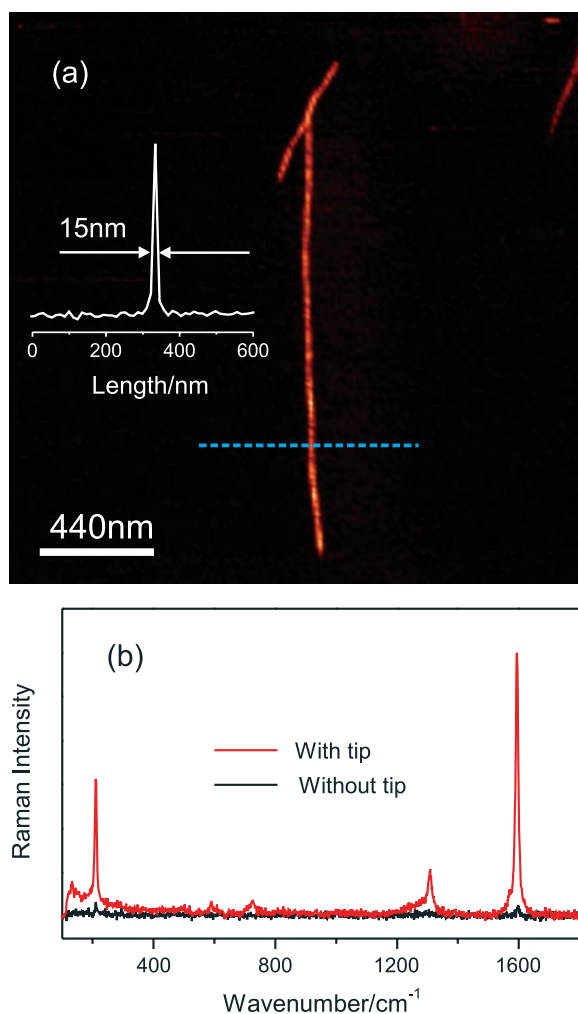 (a)
15nm
0 200 400 600
Length/nm
440nm
(b)
With tip
Without tip
Raman Intensity
400 800 1200 1600
Wavenumber/cm⁻¹